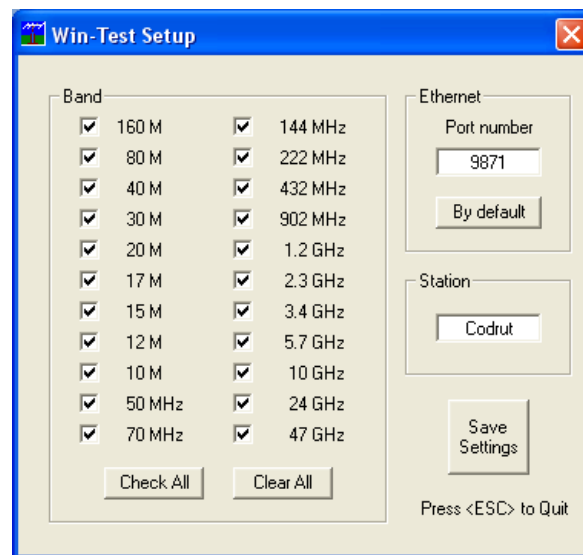 Win-Test Setup
Band
160 M
80 M
40 M
30 M
20 M
17 M
15 M
12 M
10 M
50 MHz
70 MHz
144 MHz
222 MHz
432 MHz
902 MHz
1.2 GHz
2.3 GHz
3.4 GHz
5.7 GHz
10 GHz
24 GHz
47 GHz
Check All
Clear All
Ethernet
Port number
9871
By default
Station
Codrut
Save
Settings
Press <ESC> to Quit